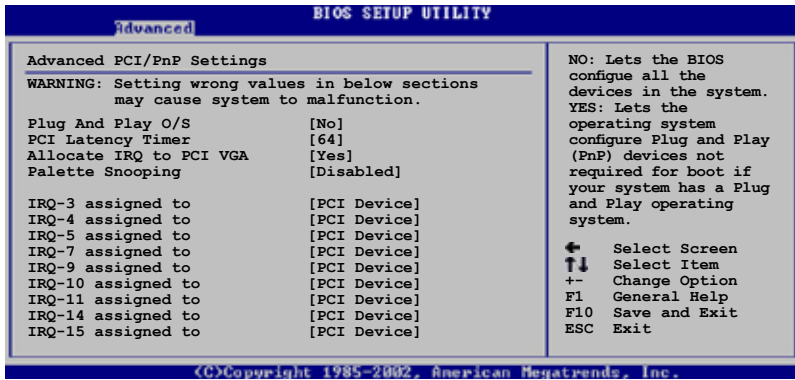 BIOS SETUP UTILITY
Advanced
Advanced PCI/PnP Settings
WARNING: Setting wrong values in below sections
may cause system to malfunction.
Plug And Play O/S [No]
PCI Latency Timer [64]
Allocate IRQ to PCI VGA [Yes]
Palette Snooping [Disabled]
IRQ-3 assigned to [PCI Device]
IRQ-4 assigned to [PCI Device]
IRQ-5 assigned to [PCI Device]
IRQ-7 assigned to [PCI Device]
IRQ-9 assigned to [PCI Device]
IRQ-10 assigned to [PCI Device]
IRQ-11 assigned to [PCI Device]
IRQ-14 assigned to [PCI Device]
IRQ-15 assigned to [PCI Device]
NO: Lets the BIOS
configue all the
devices in the system.
YES: Lets the
operating system
configure Plug and Play
(PnP) devices not
required for boot if
your system has a Plug
and Play operating
system.
← Select Screen
↑↓ Select Item
+- Change Option
F1 General Help
F10 Save and Exit
ESC Exit
(C)Copyright 1985-2002, American Megatrends, Inc.